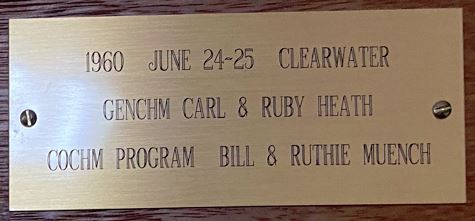 1960 JUNE 24-25 CLEARWATER
GENCHM CARL & RUBY HEATH
COCHM PROGRAM BILL & RUTHIE MUENCH